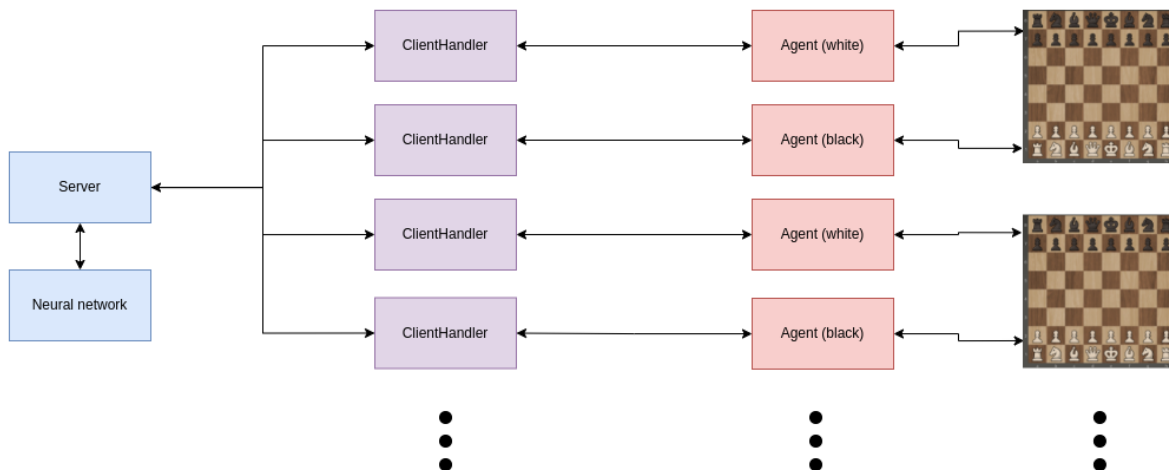 ClientHandler
Agent (white)
ClientHandler
Agent (black)
Server
ClientHandler
Agent (white)
Neural network
ClientHandler
Agent (black)